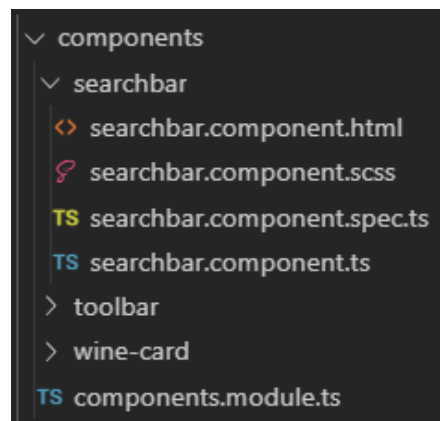 components
searchbar
searchbar.component.html
searchbar.component.scss
TS searchbar.component.spec.ts
TS searchbar.component.ts
toolbar
wine-card
TS components.module.ts